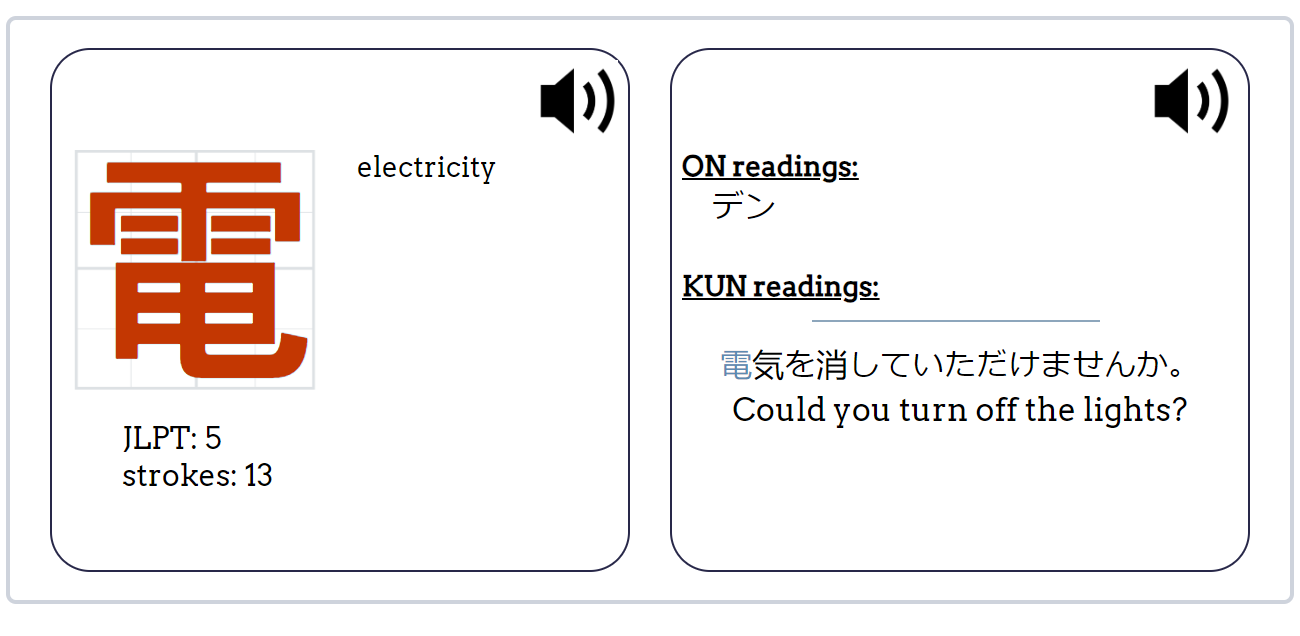 電
electricity
JLPT: 5
strokes: 13
ON readings:
デン
KUN readings:
電気を消していただけませんか。
Could you turn off the lights?